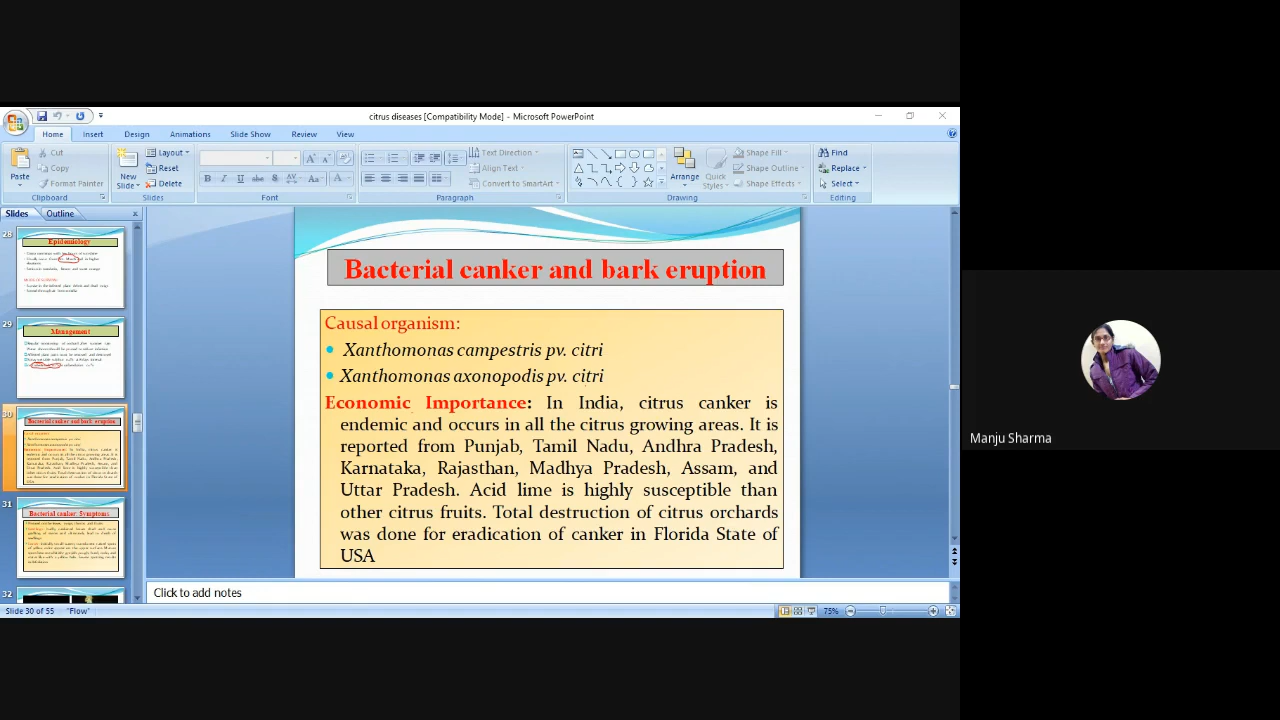 citrus diseases [Compatibility Mode] - Microsoft PowerPoint
Home Insert Design Animations Slide Show Review View
Paste
Cut
Copy
Format Painter
Clipboard
New Slide
Layout
Reset
Delete
Slides
Font
Text Direction
Align Text
Convert to SmartArt
Paragraph
Arrange
Quick Styles
Shape Fill
Shape Outline
Shape Effects
Drawing
Find
Replace
Select
Editing
Slides Outline
28
Epidemiology
29
Management
30
Bacterial canker and bark eruption
31
Bacterial canker: Symptoms
32
Bacterial canker and bark eruption
Causal organism:
Xanthomonas campestris pv. citri
Xanthomonas axonopodis pv. citri
Economic Importance: In India, citrus canker is
endemic and occurs in all the citrus growing areas. It is
reported from Punjab, Tamil Nadu, Andhra Pradesh,
Karnataka, Rajasthan, Madhya Pradesh, Assam, and
Uttar Pradesh. Acid lime is highly susceptible than
other citrus fruits. Total destruction of citrus orchards
was done for eradication of canker in Florida State of
USA
Click to add notes
Slide 30 of 55 "Flow" 75%
Manju Sharma